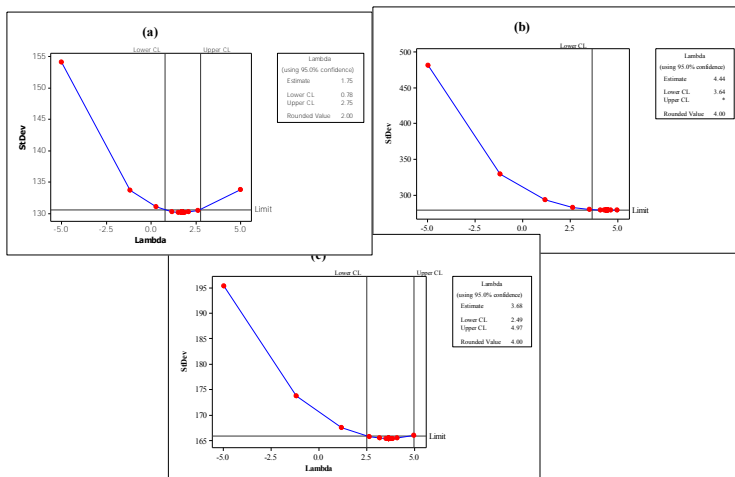 (a)
Lower CL Upper CL
155
150
145
140
135
130
StDev
Limit
-5.0 -2.5 0.0 2.5 5.0
Lambda
Lambda
(using 95.0% confidence)
Estimate 1.75
Lower CL 0.78
Upper CL 2.75
Rounded Value 2.00
(b)
Lower CL
500
450
400
350
300
StDev
Limit
-5.0 -2.5 0.0 2.5 5.0
Lambda
Lambda
(using 95.0% confidence)
Estimate 4.44
Lower CL 3.64
Upper CL *
Rounded Value 4.00
(c)
Lower CL Upper CL
195
190
185
180
175
170
165
StDev
Limit
-5.0 -2.5 0.0 2.5 5.0
Lambda
Lambda
(using 95.0% confidence)
Estimate 3.68
Lower CL 2.49
Upper CL 4.97
Rounded Value 4.00